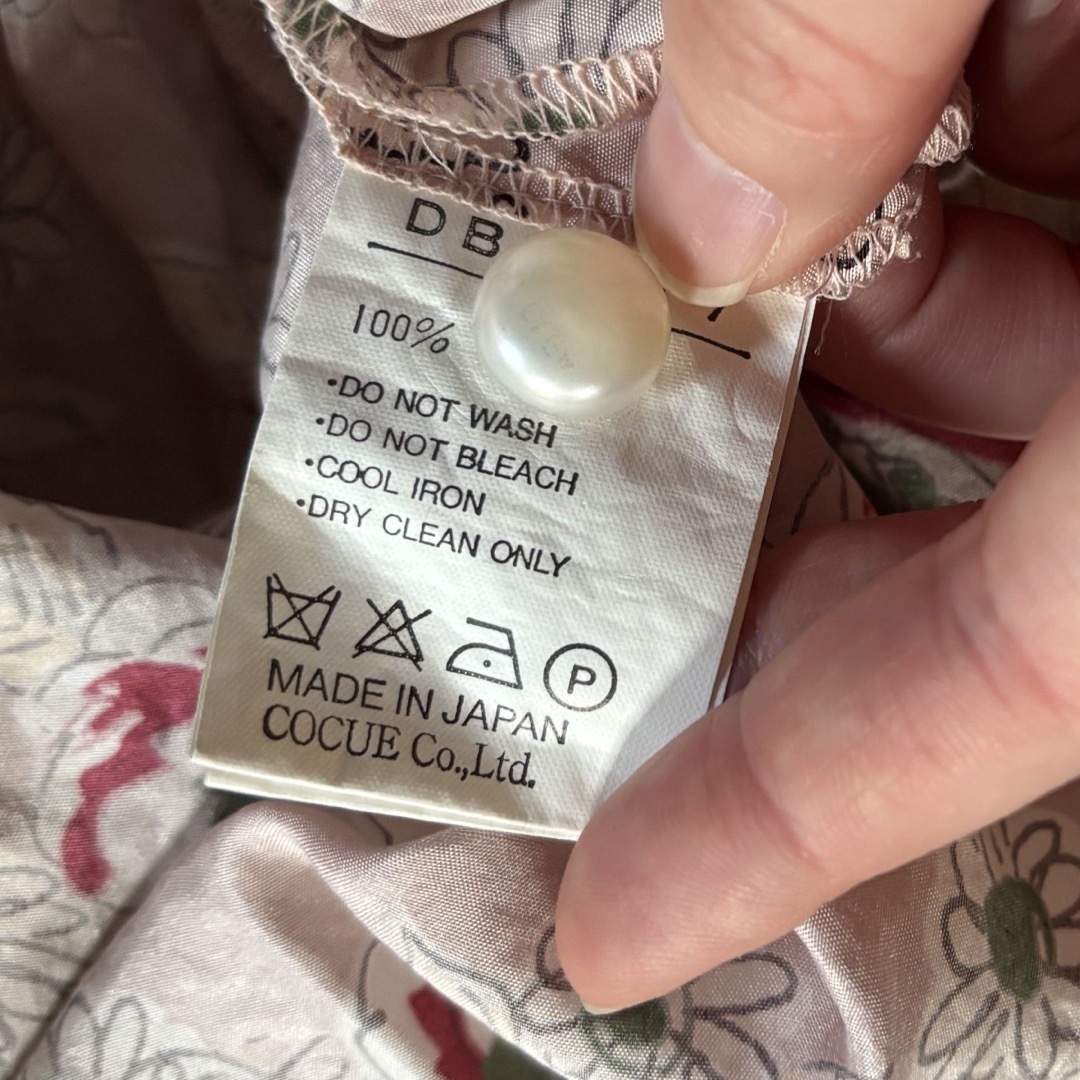 DB
100%
•DO NOT WASH
•DO NOT BLEACH
•COOL IRON
•DRY CLEAN ONLY
P
MADE IN JAPAN
COCUE Co.,Ltd.